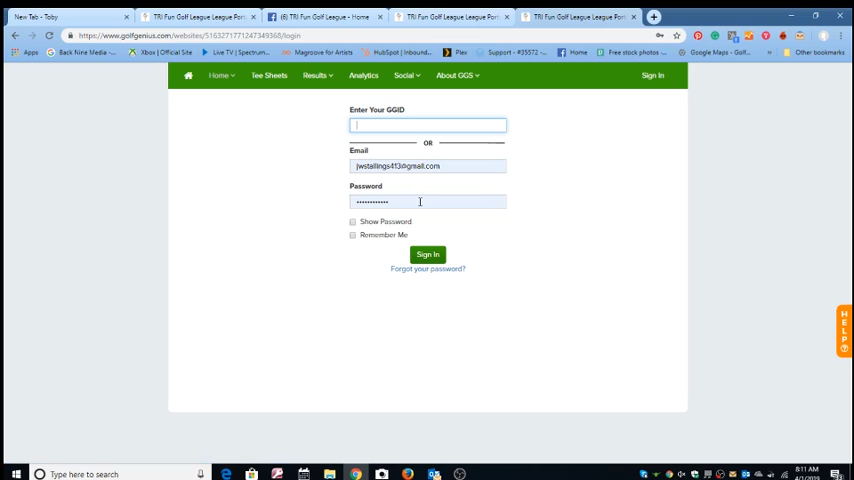 New Tab - Toby
TRI Fun Golf League League Port
(6) TRI Fun Golf League - Home
TRI Fun Golf League League Port
TRI Fun Golf League League Port
https://www.golfgenius.com/websites/5163271771247349368/login
Apps
Back Nine Media -...
Xbox | Official Site
Live TV | Spectrum...
Magroove for Artists
HubSpot | Inbound...
Plex
Support - #35572 -...
Home
Free stock photos ·...
Google Maps - Golf...
Other bookmarks
Home
Tee Sheets
Results
Analytics
Social
About GGS
Sign In
Enter Your GGID
OR
Email
jwstallings413@gmail.com
Password
Show Password
Remember Me
Sign In
Forgot your password?
HELP
Type here to search
8:11 AM
4/1/2019